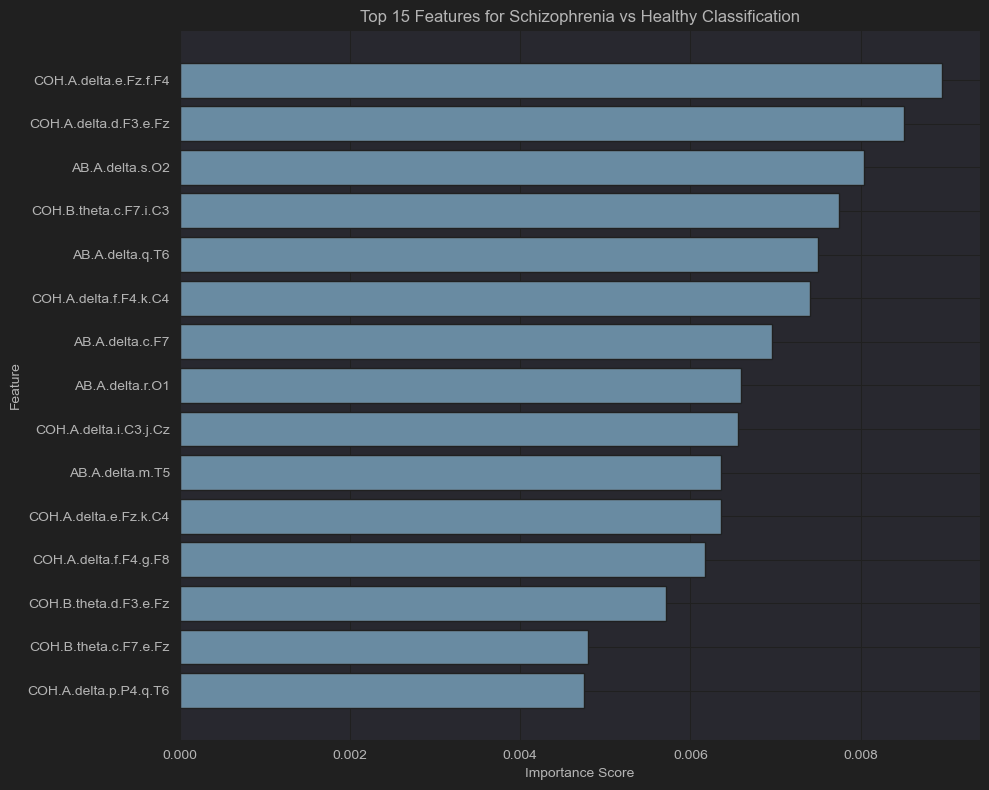 Top 15 Features for Schizophrenia vs Healthy Classification
Feature
COH.A.delta.e.Fz.f.F4
COH.A.delta.d.F3.e.Fz
AB.A.delta.s.O2
COH.B.theta.c.F7.i.C3
AB.A.delta.q.T6
COH.A.delta.f.F4.k.C4
AB.A.delta.c.F7
AB.A.delta.r.O1
COH.A.delta.i.C3.j.Cz
AB.A.delta.m.T5
COH.A.delta.e.Fz.k.C4
COH.A.delta.f.F4.g.F8
COH.B.theta.d.F3.e.Fz
COH.B.theta.c.F7.e.Fz
COH.A.delta.p.P4.q.T6
0.000 0.002 0.004 0.006 0.008
Importance Score